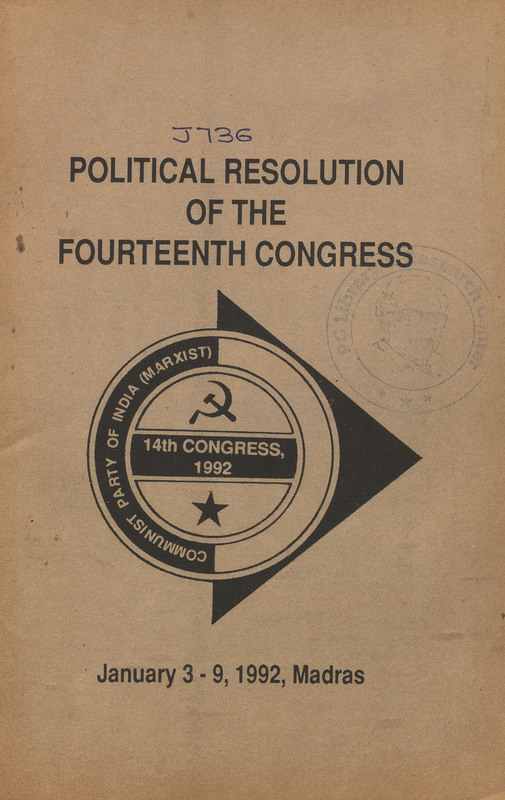 J736
POLITICAL RESOLUTION
OF THE
FOURTEENTH CONGRESS
COMMUNIST PARTY OF INDIA (MARXIST)
14th CONGRESS,
1992
January 3 - 9, 1992, Madras